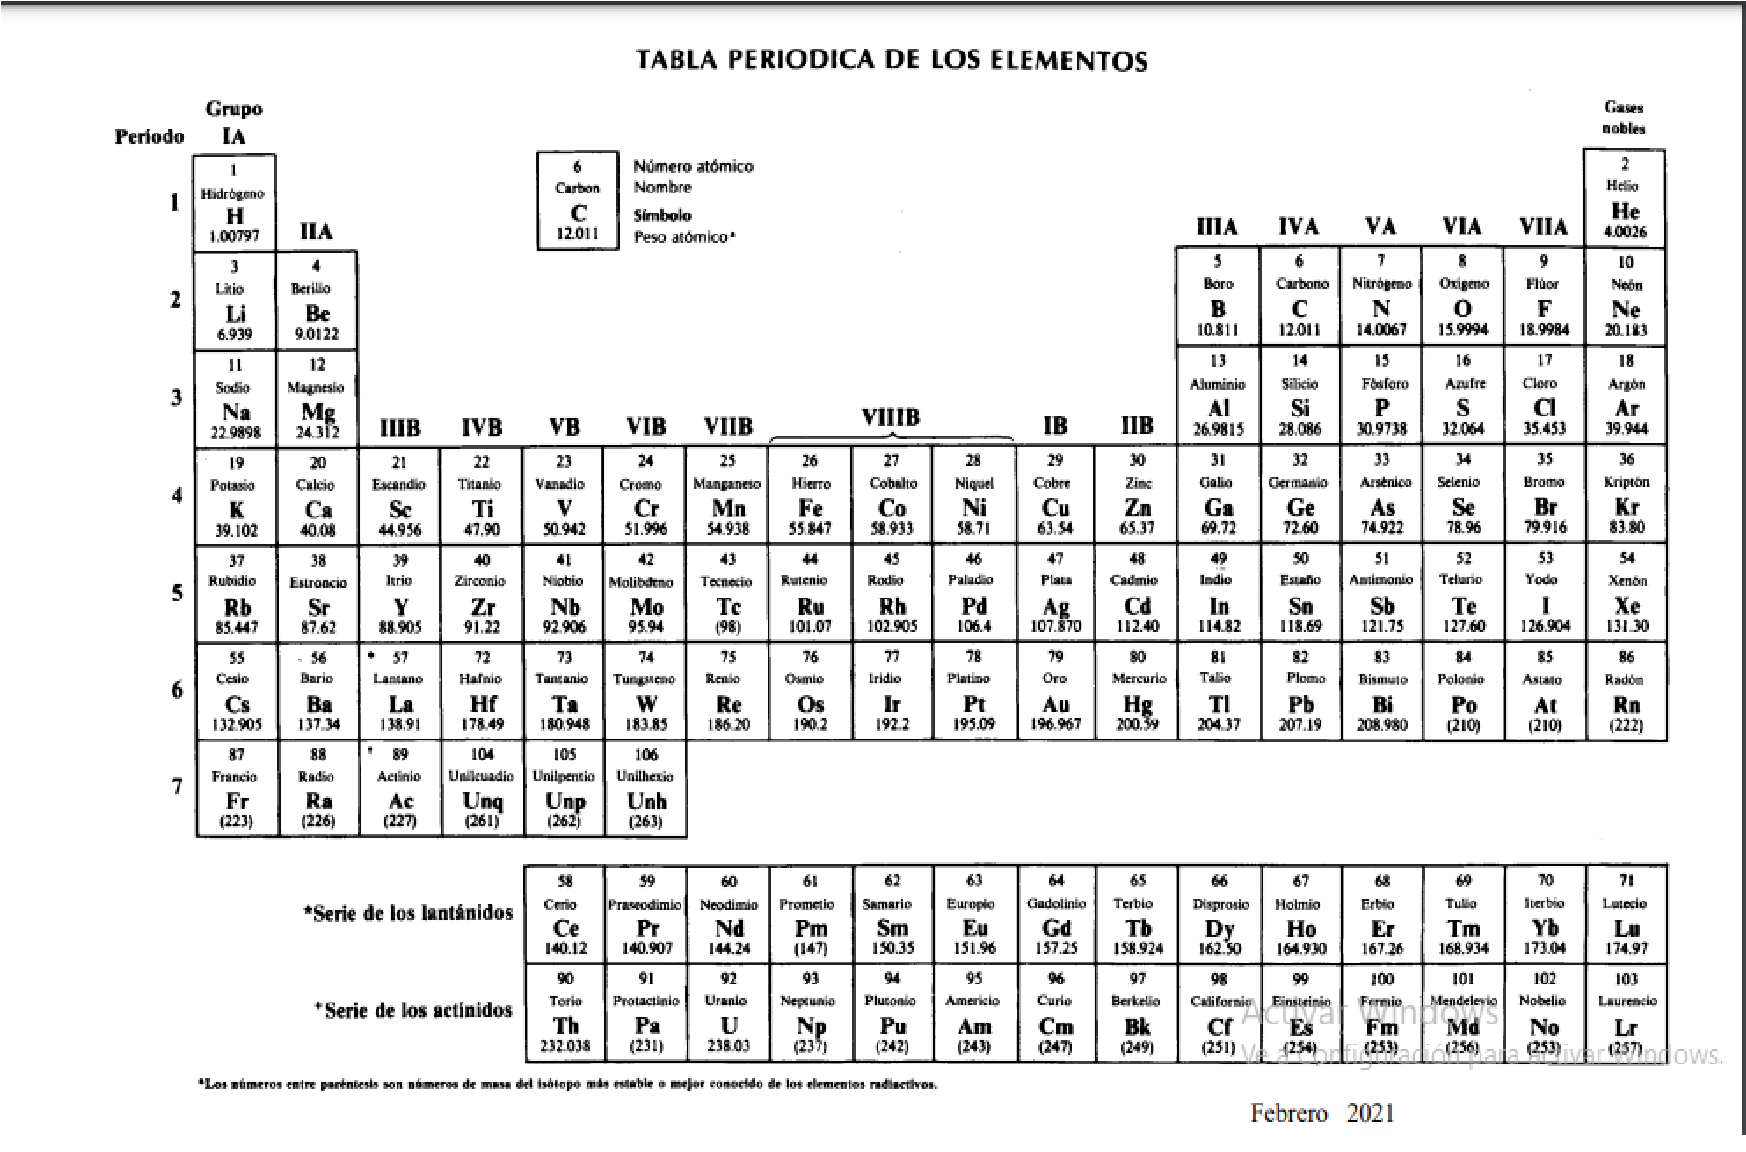 TABLA PERIODICA DE LOS ELEMENTOS
Grupo
Gases
Periodo IA
nobles
1 2
Hidrógeno Helio
1 H He
1.00797 4.0026
6 Número atómico
Carbon Nombre
C Símbolo
12.011 Peso atómico*
IIA IIIA IVA VA VIA VIIA
3 4 5 6 7 8 9 10
Litio Berilio Boro Carbono Nitrógeno Oxígeno Flúor Neón
2 Li Be B C N O F Ne
6.939 9.0122 10.811 12.011 14.0067 15.9994 18.9984 20.183
11 12 13 14 15 16 17 18
Sodio Magnesio Aluminio Silicio Fósforo Azufre Cloro Argón
3 Na Mg Al Si P S Cl Ar
22.9898 24.312 26.9815 28.086 30.9738 32.064 35.453 39.944
IIIB IVB VB VIB VIIB VIIIB IB IIB
19 20 21 22 23 24 25 26 27 28 29 30 31 32 33 34 35 36
Potasio Calcio Escandio Titanio Vanadio Cromo Manganeso Hierro Cobalto Niquel Cobre Zinc Galio Germanio Arsénico Selenio Bromo Kriptón
4 K Ca Sc Ti V Cr Mn Fe Co Ni Cu Zn Ga Ge As Se Br Kr
39.102 40.08 44.956 47.90 50.942 51.996 54.938 55.847 58.933 58.71 63.54 65.37 69.72 72.60 74.922 78.96 79.916 83.80
37 38 39 40 41 42 43 44 45 46 47 48 49 50 51 52 53 54
Rubidio Estroncio Itrio Zirconio Niobio Molibdeno Tecnecio Rutenio Rodio Paladio Plata Cadmio Indio Estaño Antimonio Telurio Yodo Xenón
5 Rb Sr Y Zr Nb Mo Tc Ru Rh Pd Ag Cd In Sn Sb Te I Xe
85.447 87.62 88.905 91.22 92.906 95.94 (98) 101.07 102.905 106.4 107.870 112.40 114.82 118.69 121.75 127.60 126.904 131.30
55 56 * 57 72 73 74 75 76 77 78 79 80 81 82 83 84 85 86
Cesio Bario Lantano Hafnio Tantanio Tungsteno Renio Osmio Iridio Platino Oro Mercurio Talio Plomo Bismuto Polonio Astato Radón
6 Cs Ba La Hf Ta W Re Os Ir Pt Au Hg Tl Pb Bi Po At Rn
132.905 137.34 138.91 178.49 180.948 183.85 186.20 190.2 192.2 195.09 196.967 200.59 204.37 207.19 208.980 (210) (210) (222)
87 88 † 89 104 105 106
Francio Radio Actinio Unilcuadio Unilpentio Unilhexio
7 Fr Ra Ac Unq Unp Unh
(223) (226) (227) (261) (262) (263)
58 59 60 61 62 63 64 65 66 67 68 69 70 71
*Serie de los lantánidos Cerio Praseodimio Neodimio Prometio Samario Europio Gadolinio Terbio Disprosio Holmio Erbio Tulio Iterbio Lutecio
Ce Pr Nd Pm Sm Eu Gd Tb Dy Ho Er Tm Yb Lu
140.12 140.907 144.24 (147) 150.35 151.96 157.25 158.924 162.50 164.930 167.26 168.934 173.04 174.97
90 91 92 93 94 95 96 97 98 99 100 101 102 103
†Serie de los actínidos Torio Protactinio Uranio Neptunio Plutonio Americio Curio Berkelio Californio Einsteinio Fermio Mendelevio Nobelio Laurencio
Th Pa U Np Pu Am Cm Bk Cf Es Fm Md No Lr
232.038 (231) 238.03 (237) (242) (243) (247) (249) (251) (254) (253) (256) (253) (257)
Activar Windows
Ve a Configuración para activar Windows.
*Los números entre paréntesis son números de masa del isótopo más estable o mejor conocido de los elementos radiactivos.
Febrero 2021